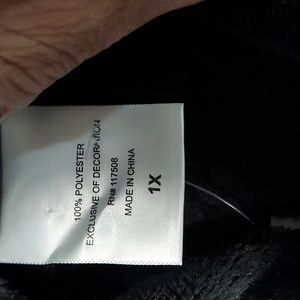 100% POLYESTER
EXCLUSIVE OF DECORATION
RN# 117508
MADE IN CHINA
1X